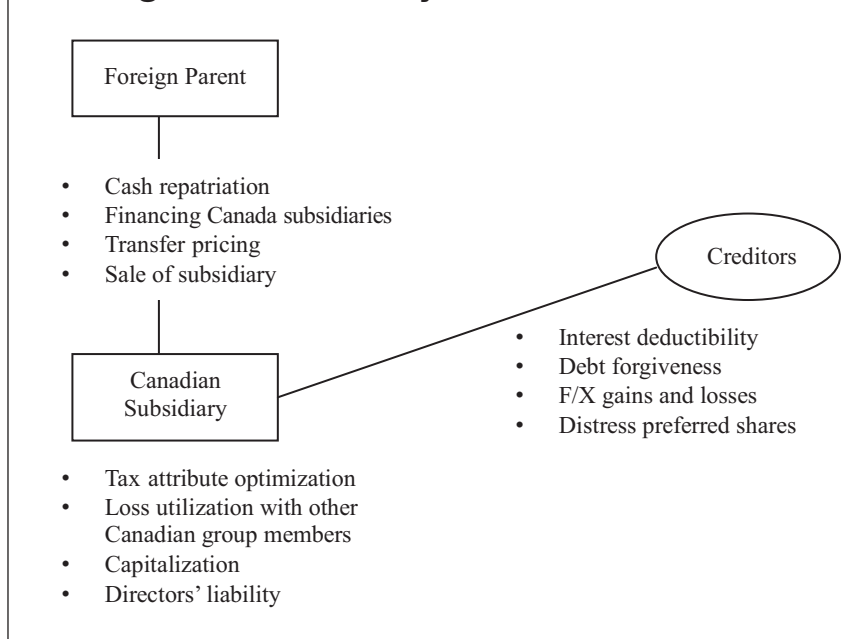 Foreign Parent
• Cash repatriation
• Financing Canada subsidiaries
• Transfer pricing
• Sale of subsidiary
Creditors
• Interest deductibility
• Debt forgiveness
• F/X gains and losses
• Distress preferred shares
Canadian
Subsidiary
• Tax attribute optimization
• Loss utilization with other
Canadian group members
• Capitalization
• Directors’ liability